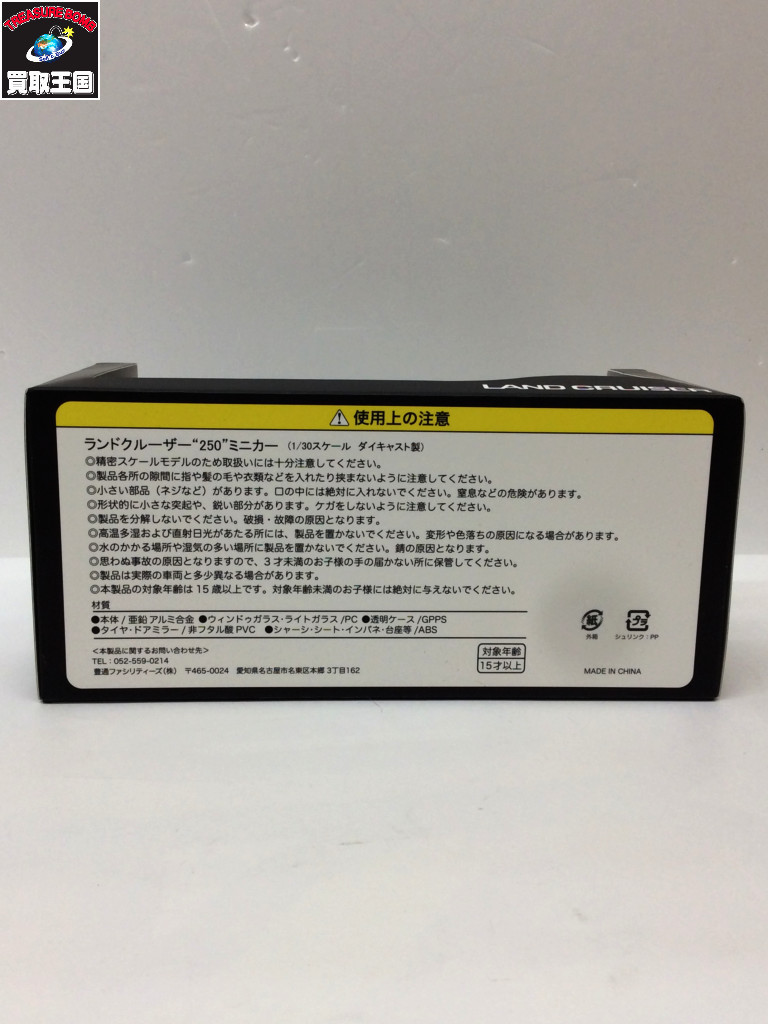 TREASURE BOMB
買取王国
LAND CRUISER
使用上の注意
ランドクルーザー“250”ミニカー （1/30スケール ダイキャスト製）
◎精密スケールモデルのため取扱いには十分注意してください。
◎製品各所の隙間に指や髪の毛や衣類などを入れたり挟まないように注意してください。
◎小さい部品（ネジなど）があります。口の中には絶対に入れないでください。窒息などの危険があります。
◎形状的に小さな突起や、鋭い部分があります。ケガをしないように注意してください。
◎製品を分解しないでください。破損・故障の原因となります。
◎高温多湿および直射日光があたる所には、製品を置かないでください。変形や色落ちの原因になる場合があります。
◎水のかかる場所や湿気の多い場所に製品を置かないでください。錆の原因となります。
◎思わぬ事故の原因となりますので、3才未満のお子様の手の届かない所に保管してください。
◎製品は実際の車両と多少異なる場合があります。
◎本製品の対象年齢は15歳以上です。対象年齢未満のお子様には絶対に与えないでください。
材質
●本体/亜鉛 アルミ合金 ●ウィンドゥガラス・ライトガラス/PC ●透明ケース/GPPS
●タイヤ・ドアミラー/非フタル酸PVC ●シャーシ・シート・インパネ・台座等/ABS
紙
外箱
プラ
シュリンク：PP
<本製品に関するお問い合わせ先>
TEL：052-559-0214
豊通ファシリティーズ（株） 〒465-0024 愛知県名古屋市名東区本郷3丁目162
対象年齢
15才以上
MADE IN CHINA